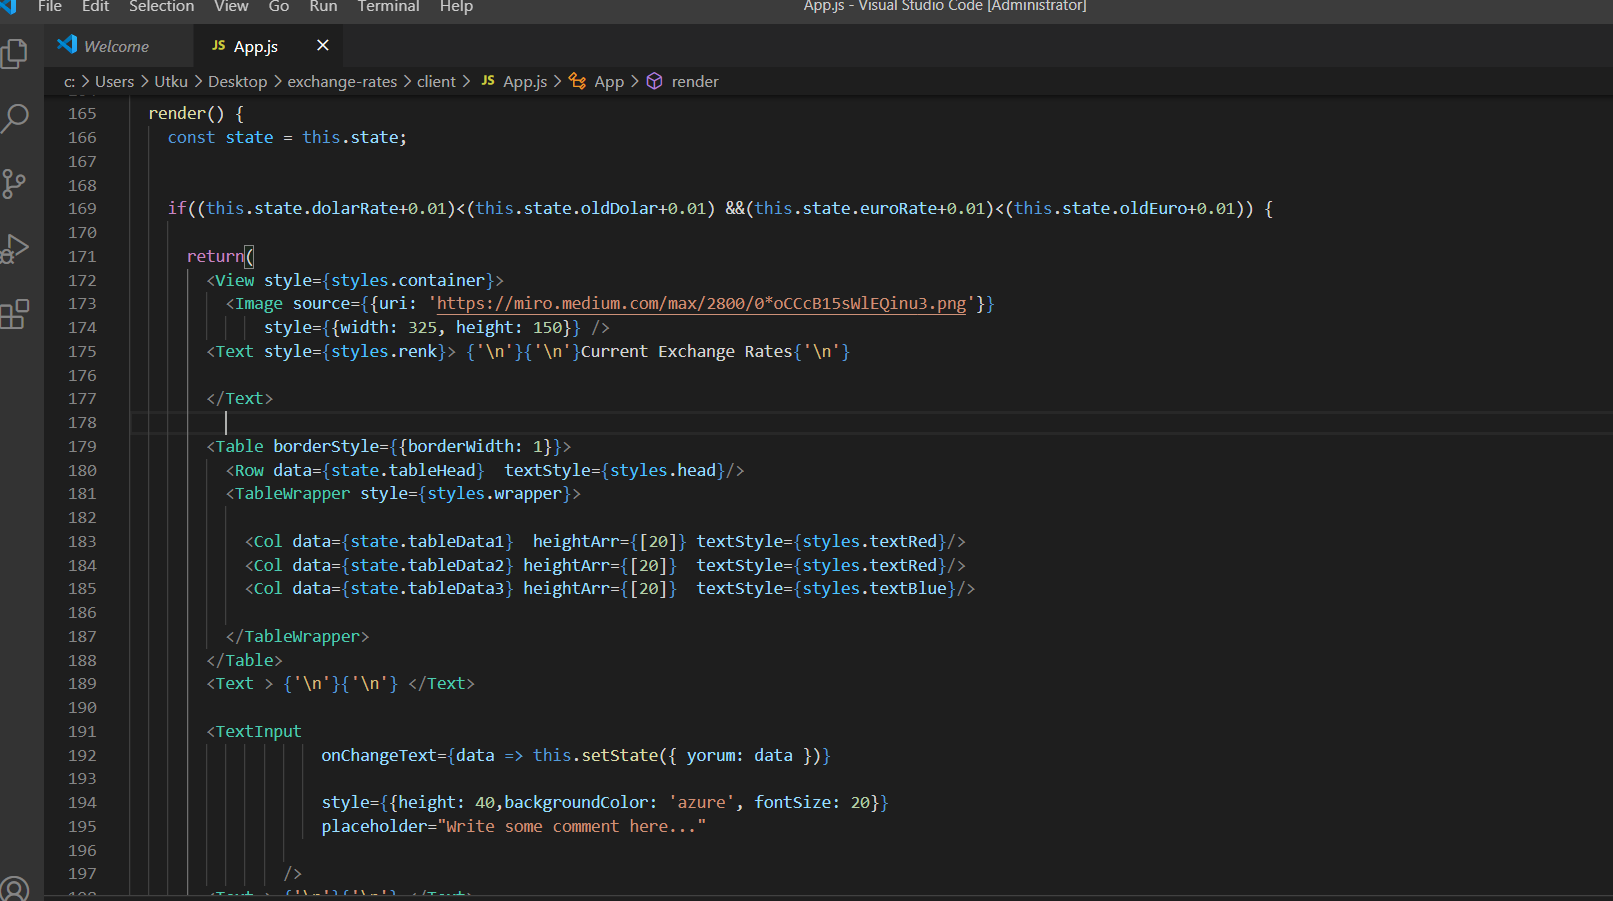 File Edit Selection View Go Run Terminal Help App.js - Visual Studio Code [Administrator]
Welcome JS App.js ×
c: > Users > Utku > Desktop > exchange-rates > client > JS App.js > App > render
165 render() {
166 const state = this.state;
167
168
169 if((this.state.dolarRate+0.01)<(this.state.oldDolar+0.01) &&(this.state.euroRate+0.01)<(this.state.oldEuro+0.01)) {
170
171 return(
172 <View style={styles.container}>
173 <Image source={{uri: 'https://miro.medium.com/max/2800/0*oCCcB15sWlEQinu3.png'}}
174 style={{width: 325, height: 150}} />
175 <Text style={styles.renk}> {'\n'}{'\n'}Current Exchange Rates{'\n'}
176
177 </Text>
178
179 <Table borderStyle={{borderWidth: 1}}>
180 <Row data={state.tableHead}  textStyle={styles.head}/>
181 <TableWrapper style={styles.wrapper}>
182
183 <Col data={state.tableData1}  heightArr={[20]} textStyle={styles.textRed}/>
184 <Col data={state.tableData2} heightArr={[20]}  textStyle={styles.textRed}/>
185 <Col data={state.tableData3} heightArr={[20]}  textStyle={styles.textBlue}/>
186
187 </TableWrapper>
188 </Table>
189 <Text > {'\n'}{'\n'} </Text>
190
191 <TextInput
192 onChangeText={data => this.setState({ yorum: data })}
193
194 style={{height: 40,backgroundColor: 'azure', fontSize: 20}}
195 placeholder="Write some comment here..."
196
197 />
198 <Text > {'\n'}{'\n'} </Text>